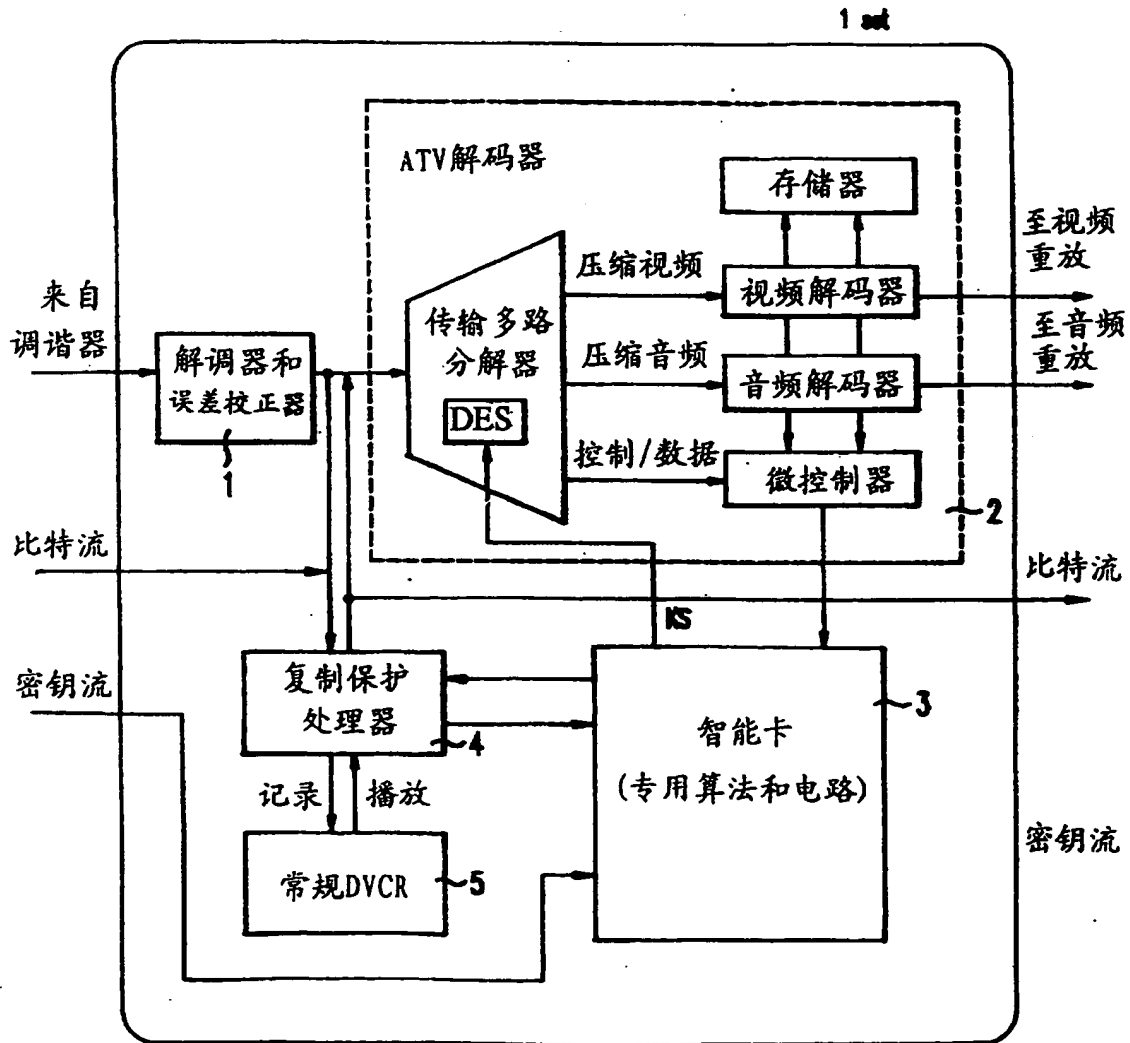 1 set
ATV解码器
存储器
至视频
重放
压缩视频
视频解码器
来自
调谐器
传输多路
分解器
至音频
重放
解调器和
误差校正器
压缩音频
音频解码器
DES
1
控制/数据
微控制器
2
比特流
比特流
KS
密钥流
复制保护
处理器
4
3
智能卡
(专用算法和电路)
记录
播放
密钥流
常规DVCR
5